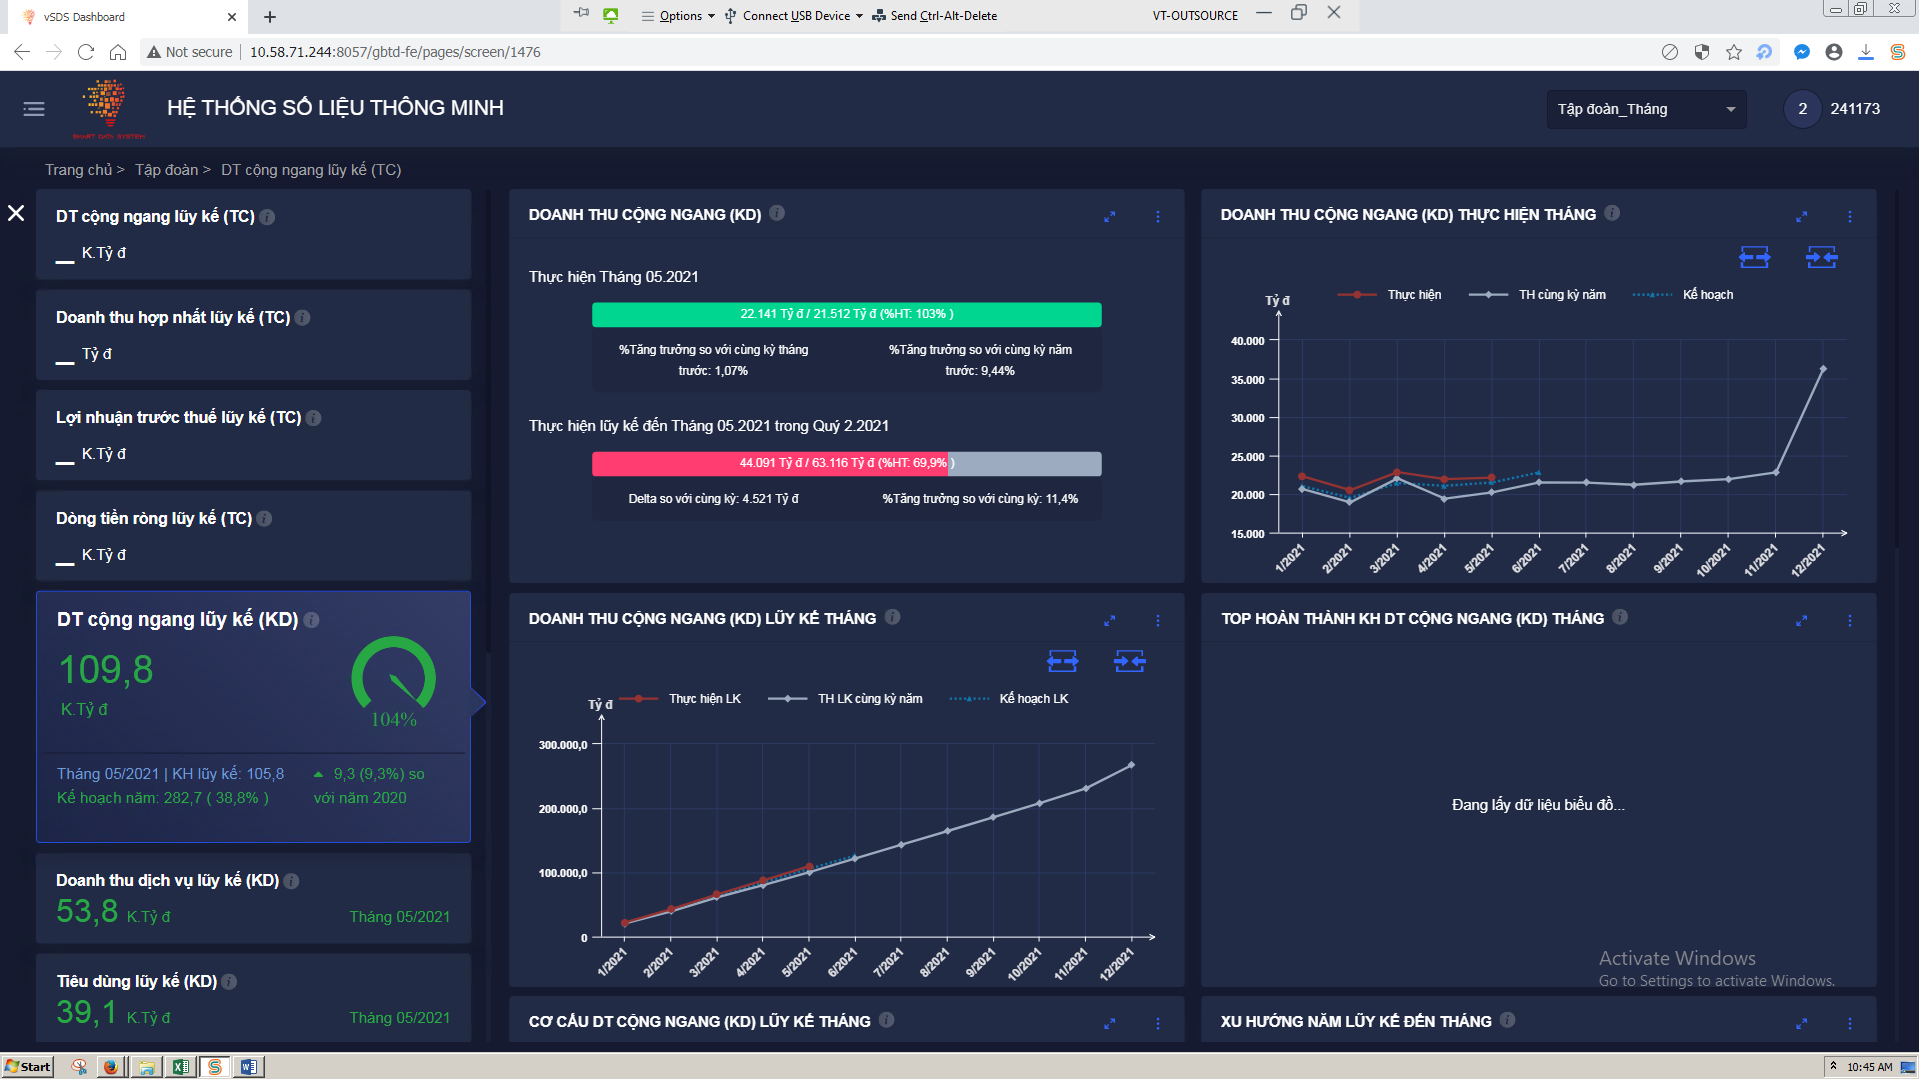 vSDS Dashboard
Options
Connect USB Device
Send Ctrl-Alt-Delete
VT-OUTSOURCE
Not secure
10.58.71.244:8057/gbtd-fe/pages/screen/1476
SMART DATA SYSTEM
HỆ THỐNG SỐ LIỆU THÔNG MINH
Tập đoàn_Tháng
2
241173
Trang chủ > Tập đoàn > DT cộng ngang lũy kế (TC)
DT cộng ngang lũy kế (TC)
__ K.Tỷ đ
Doanh thu hợp nhất lũy kế (TC)
__ Tỷ đ
Lợi nhuận trước thuế lũy kế (TC)
__ K.Tỷ đ
Dòng tiền ròng lũy kế (TC)
__ K.Tỷ đ
DT cộng ngang lũy kế (KD)
109,8
K.Tỷ đ
104%
Tháng 05/2021 | KH lũy kế: 105,8
Kế hoạch năm: 282,7 ( 38,8% )
9,3 (9,3%) so
với năm 2020
Doanh thu dịch vụ lũy kế (KD)
53,8 K.Tỷ đ
Tháng 05/2021
Tiêu dùng lũy kế (KD)
39,1 K.Tỷ đ
Tháng 05/2021
DOANH THU CỘNG NGANG (KD)
Thực hiện Tháng 05.2021
22.141 Tỷ đ / 21.512 Tỷ đ (%HT: 103% )
%Tăng trưởng so với cùng kỳ tháng
trước: 1,07%
%Tăng trưởng so với cùng kỳ năm
trước: 9,44%
Thực hiện lũy kế đến Tháng 05.2021 trong Quý 2.2021
44.091 Tỷ đ / 63.116 Tỷ đ (%HT: 69,9% )
Delta so với cùng kỳ: 4.521 Tỷ đ
%Tăng trưởng so với cùng kỳ: 11,4%
DOANH THU CỘNG NGANG (KD) THỰC HIỆN THÁNG
Tỷ đ
Thực hiện
TH cùng kỳ năm
Kế hoạch
40.000
35.000
30.000
25.000
20.000
15.000
1/2021
2/2021
3/2021
4/2021
5/2021
6/2021
7/2021
8/2021
9/2021
10/2021
11/2021
12/2021
DOANH THU CỘNG NGANG (KD) LŨY KẾ THÁNG
Tỷ đ
Thực hiện LK
TH LK cùng kỳ năm
Kế hoạch LK
300.000,0
200.000,0
100.000,0
0
1/2021
2/2021
3/2021
4/2021
5/2021
6/2021
7/2021
8/2021
9/2021
10/2021
11/2021
12/2021
TOP HOÀN THÀNH KH DT CỘNG NGANG (KD) THÁNG
Đang lấy dữ liệu biểu đồ...
CƠ CẤU DT CỘNG NGANG (KD) LŨY KẾ THÁNG
XU HƯỚNG NĂM LŨY KẾ ĐẾN THÁNG
Activate Windows
Go to Settings to activate Windows.
Start
10:45 AM